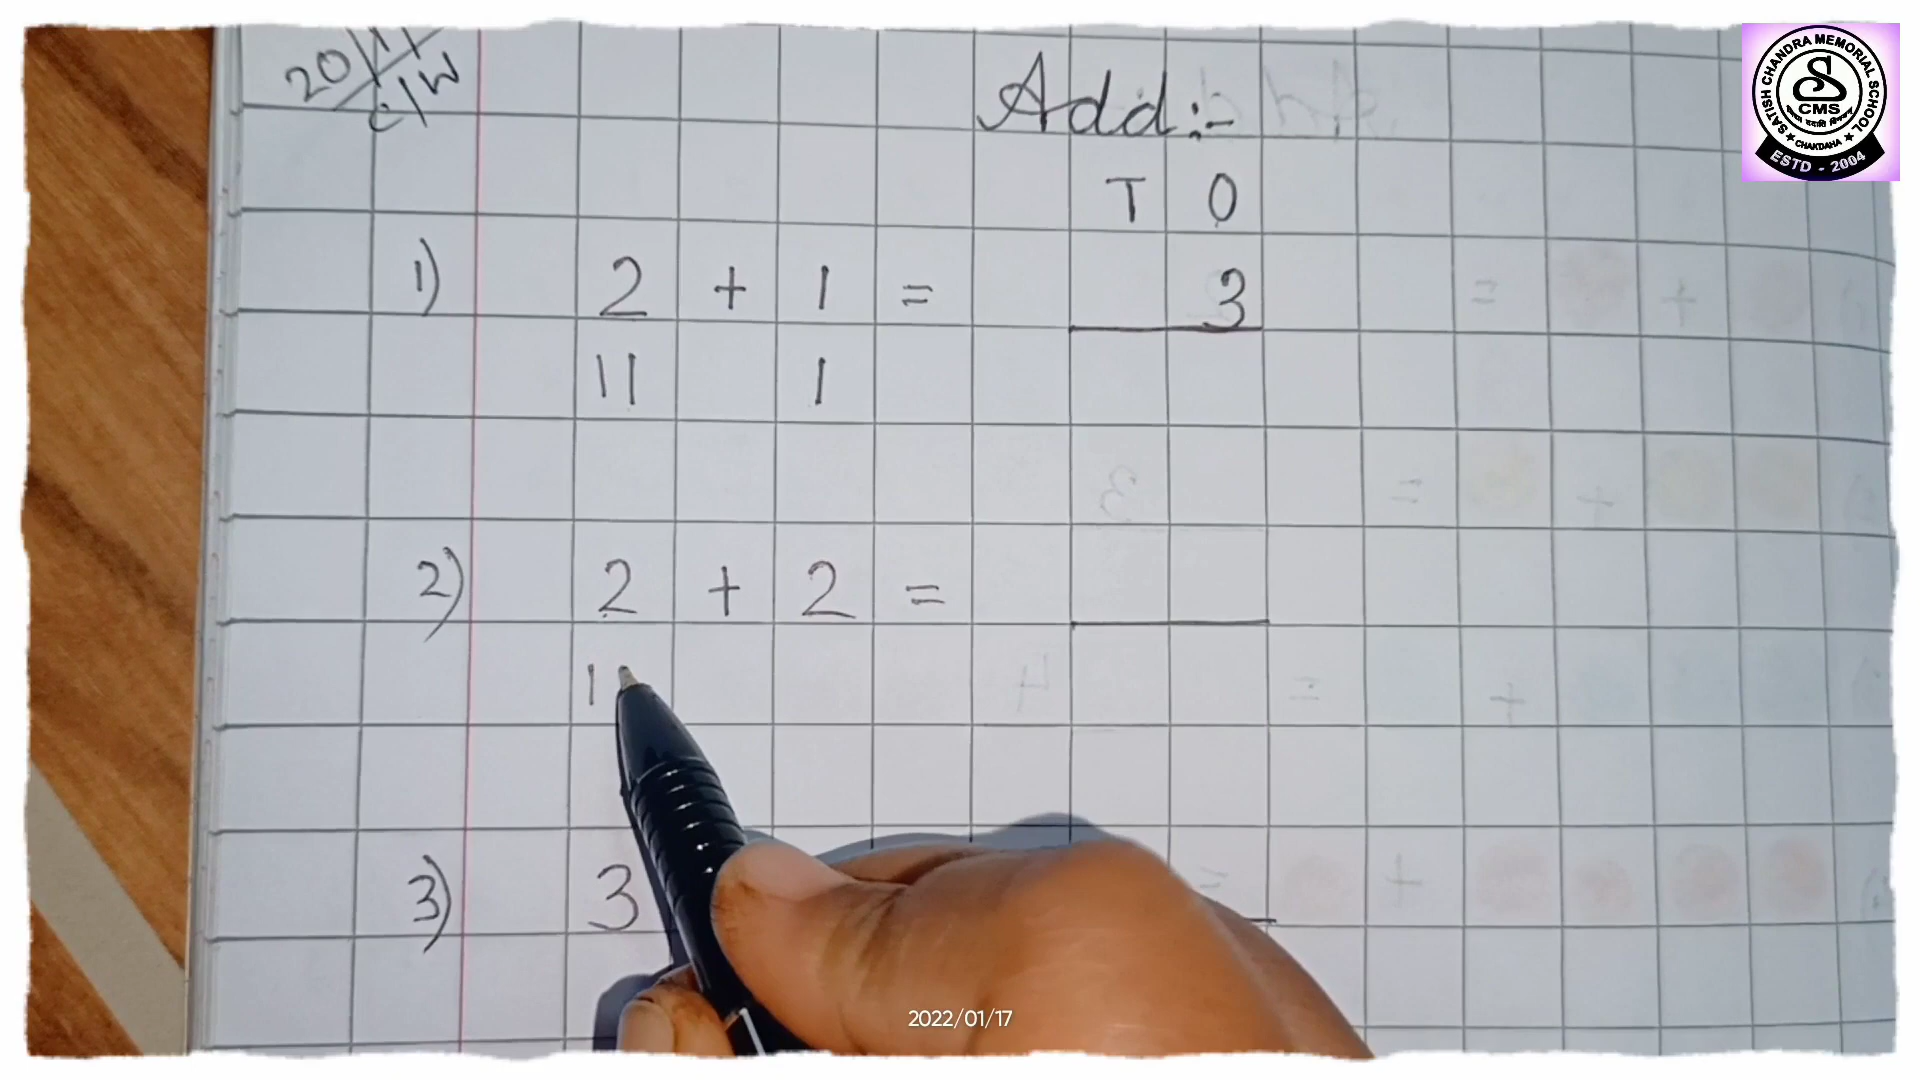 20/1/
C/W
Add:-
T O
1) 2 + 1 = 3
11 1
2) 2 + 2 =
1
3) 3
SATISH CHANDRA MEMORIAL SCHOOL
S
CMS
CHAKDAHA
ESTD - 2004
2022/01/17